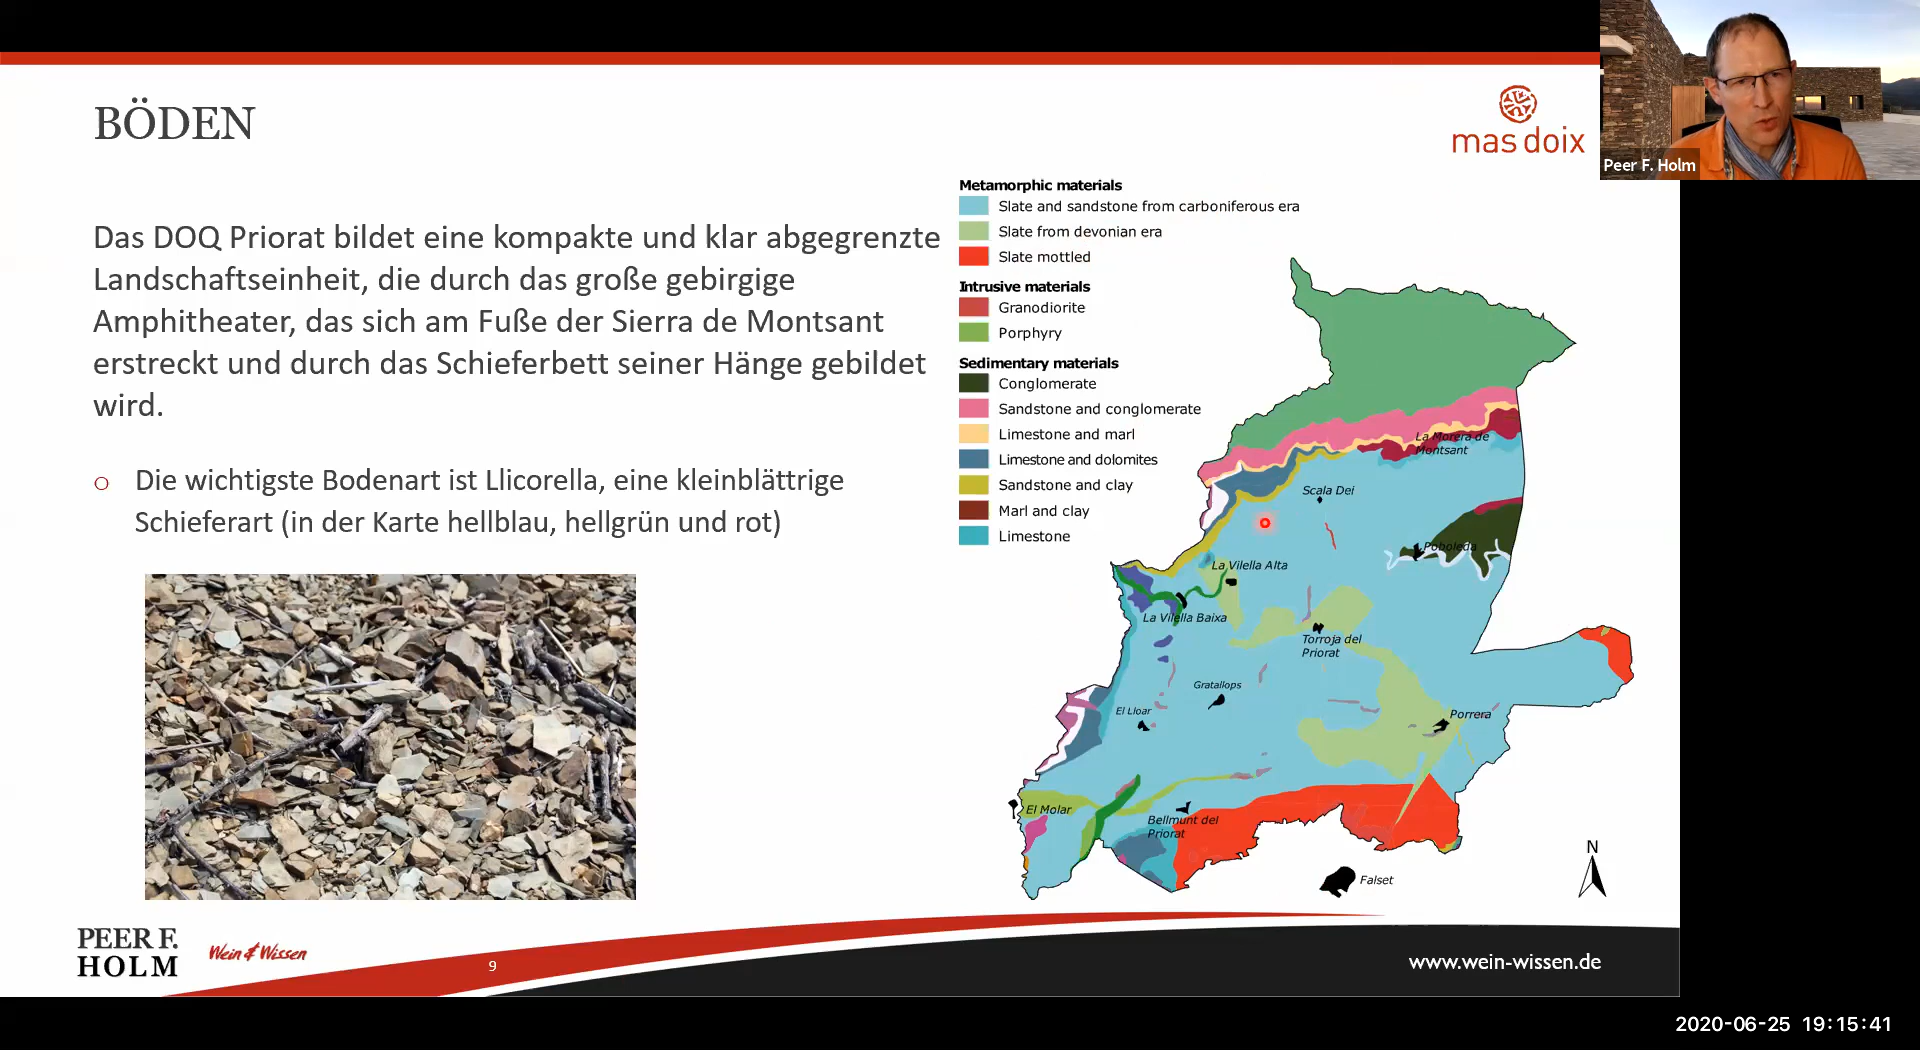 BÖDEN
mas doix
Peer F. Holm
Das DOQ Priorat bildet eine kompakte und klar abgegrenzte
Landschaftseinheit, die durch das große gebirgige
Amphitheater, das sich am Fuße der Sierra de Montsant
erstreckt und durch das Schieferbett seiner Hänge gebildet
wird.
Die wichtigste Bodenart ist Llicorella, eine kleinblättrige
Schieferart (in der Karte hellblau, hellgrün und rot)
Metamorphic materials
Slate and sandstone from carboniferous era
Slate from devonian era
Slate mottled
Intrusive materials
Granodiorite
Porphyry
Sedimentary materials
Conglomerate
Sandstone and conglomerate
Limestone and marl
Limestone and dolomites
Sandstone and clay
Marl and clay
Limestone
La Morera de
Montsant
Scala Dei
Poboleda
La Vilella Alta
La Vilella Baixa
Torroja del
Priorat
Gratallops
El Lloar
Porrera
El Molar
Bellmunt del
Priorat
Falset
N
PEER F.
HOLM
Wein & Wissen
9
www.wein-wissen.de
2020-06-25 19:15:41